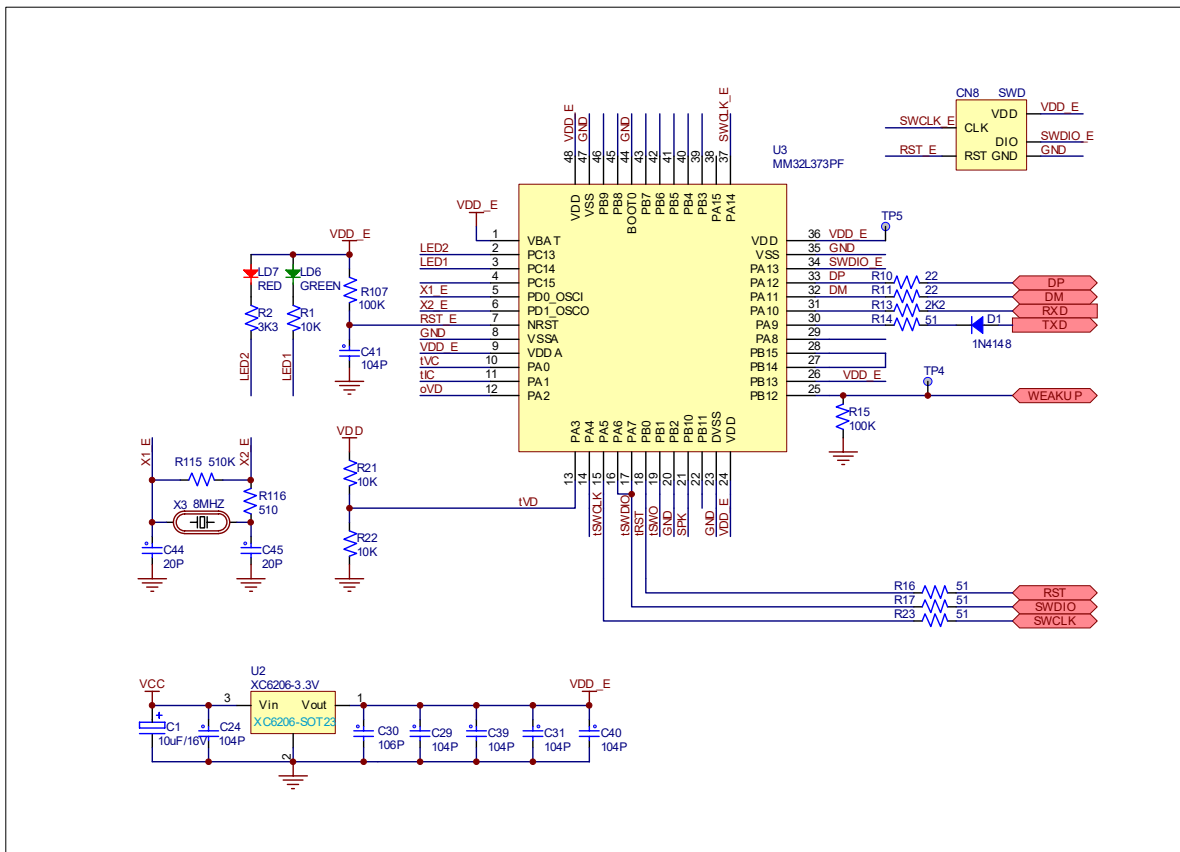 CN8 SWD
VDD
CLK
DIO
RST GND
SWCLK_E
RST_E
VDD_E
SWDIO_E
GND
U3
MM32L373PF
VDD_E
GND
GND
SWCLK_E
48
47
46
45
44
43
42
41
40
39
38
37
VDD
VSS
PB9
PB8
BOOT0
PB7
PB6
PB5
PB4
PB3
PA15
PA14
VDD_E
1 VBAT
LED2 2 PC13
LED1 3 PC14
4 PC15
X1_E 5 PD0_OSCI
X2_E 6 PD1_OSCO
RST_E 7 NRST
GND 8 VSSA
VDD_E 9 VDDA
tVC 10 PA0
tIC 11 PA1
oVD 12 PA2
TP5
VDD 36 VDD_E
VSS 35 GND
PA13 34 SWDIO_E
PA12 33 DP R10 22 DP
PA11 32 DM R11 22 DM
PA10 31 R13 2K2 RXD
PA9 30 R14 51 D1 TXD
1N4148
PA8 29
PB15 28
PB14 27
PB13 26 VDD_E
PB12 25
TP4
WEAKUP
R15
100K
VDD_E
LD7
RED
LD6
GREEN
R107
100K
R2
3K3
R1
10K
C41
104P
LED2
LED1
PA3
PA4
PA5
PA6
PA7
PB0
PB1
PB2
PB10
PB11
DVSS
VDD
13
14
15
16
17
18
19
20
21
22
23
24
tSWCLK
tSWDIO
tRST
tSWO
GND
SPK
GND
VDD_E
VDD
R21
10K
tVD
R22
10K
X1_E
X2_E
R115 510K
R116
510
X3 8MHZ
C44
20P
C45
20P
R16 51 RST
R17 51 SWDIO
R23 51 SWCLK
U2
XC6206-3.3V
VCC
3 Vin Vout 1
XC6206-SOT23
2
VDD_E
+
C1
10uF/16V
C24
104P
C30
106P
C29
104P
C39
104P
C31
104P
C40
104P